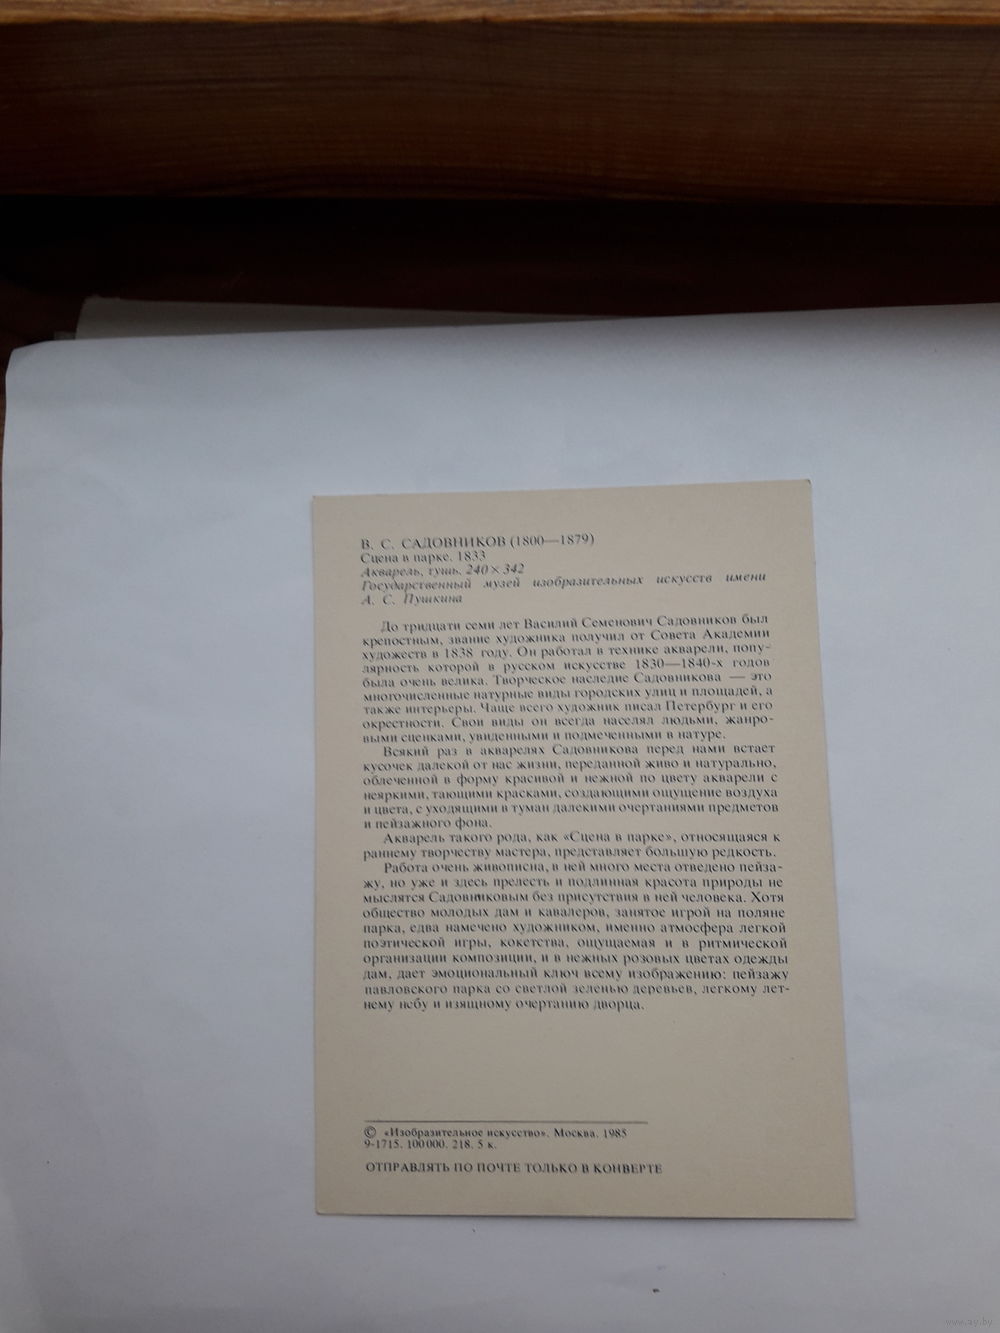 В. С. САДОВНИКОВ (1800—1879)
Сцена в парке. 1833
Акварель, тушь. 240×342
Государственный музей изобразительных искусств имени
А. С. Пушкина
До тридцати семи лет Василий Семенович Садовников был
крепостным, звание художника получил от Совета Академии
художеств в 1838 году. Он работал в технике акварели, попу-
лярность которой в русском искусстве 1830—1840-х годов
была очень велика. Творческое наследие Садовникова — это
многочисленные натурные виды городских улиц и площадей, а
также интерьеры. Чаще всего художник писал Петербург и его
окрестности. Свои виды он всегда населял людьми, жанро-
выми сценками, увиденными и подмеченными в натуре.
Всякий раз в акварелях Садовникова перед нами встает
кусочек далекой от нас жизни, переданной живо и натурально,
облеченной в форму красивой и нежной по цвету акварели с
неяркими, тающими красками, создающими ощущение воздуха
и цвета, с уходящими в туман далекими очертаниями предметов
и пейзажного фона.
Акварель такого рода, как «Сцена в парке», относящаяся к
раннему творчеству мастера, представляет большую редкость.
Работа очень живописна, в ней много места отведено пейза-
жу, но уже и здесь прелесть и подлинная красота природы не
мыслятся Садовниковым без присутствия в ней человека. Хотя
общество молодых дам и кавалеров, занятое игрой на поляне
парка, едва намечено художником, именно атмосфера легкой
поэтической игры, кокетства, ощущаемая и в ритмической
организации композиции, и в нежных розовых цветах одежды
дам, дает эмоциональный ключ всему изображению: пейзажу
павловского парка со светлой зеленью деревьев, легкому лет-
нему небу и изящному очертанию дворца.
© «Изобразительное искусство». Москва. 1985
9-1715. 100000. 218. 5 к.
ОТПРАВЛЯТЬ ПО ПОЧТЕ ТОЛЬКО В КОНВЕРТЕ
www.ay.by